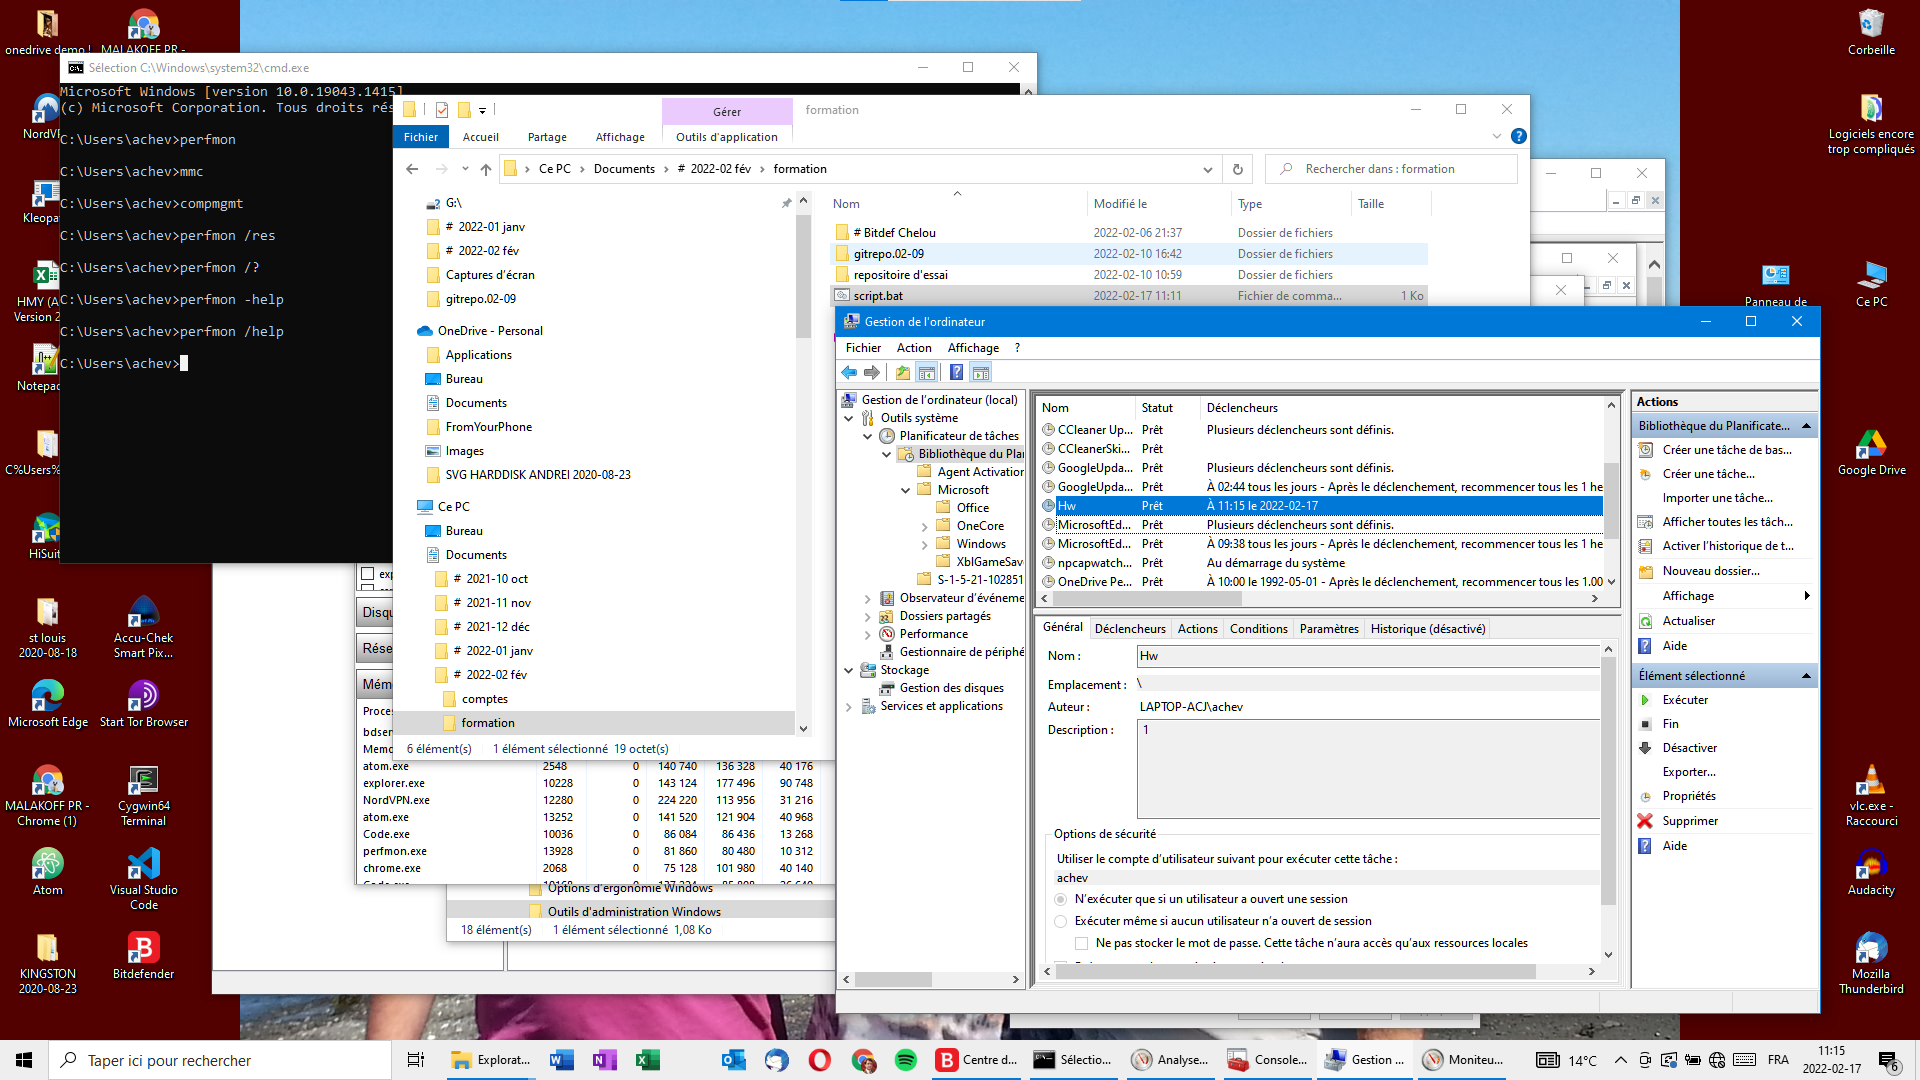 onedrive demo !
MALAKOFF PR -
Corbeille
Logiciels encore
trop compliqués
Panneau de
Ce PC
Google Drive
vlc.exe -
Raccourci
Audacity
Mozilla
Thunderbird
NordVP
Kleopa
HMY (A
Version 2
Notepa
C%Users%
HiSuit
st louis
2020-08-18
Accu-Chek
Smart Pix...
Microsoft Edge
Start Tor Browser
MALAKOFF PR -
Chrome (1)
Cygwin64
Terminal
Atom
Visual Studio
Code
KINGSTON
2020-08-23
Bitdefender
Sélection C:\Windows\system32\cmd.exe
Microsoft Windows [version 10.0.19043.1415]
(c) Microsoft Corporation. Tous droits rés
C:\Users\achev>perfmon
C:\Users\achev>mmc
C:\Users\achev>compmgmt
C:\Users\achev>perfmon /res
C:\Users\achev>perfmon /?
C:\Users\achev>perfmon -help
C:\Users\achev>perfmon /help
C:\Users\achev>
Gérer
formation
Fichier
Accueil
Partage
Affichage
Outils d'application
Ce PC > Documents > # 2022-02 fév > formation
Rechercher dans : formation
G:\
# 2022-01 janv
# 2022-02 fév
Captures d'écran
gitrepo.02-09
OneDrive - Personal
Applications
Bureau
Documents
FromYourPhone
Images
SVG HARDDISK ANDREI 2020-08-23
Ce PC
Bureau
Documents
# 2021-10 oct
# 2021-11 nov
# 2021-12 déc
# 2022-01 janv
# 2022-02 fév
comptes
formation
Nom Modifié le Type Taille
# Bitdef Chelou 2022-02-06 21:37 Dossier de fichiers
gitrepo.02-09 2022-02-10 16:42 Dossier de fichiers
repositoire d'essai 2022-02-10 10:59 Dossier de fichiers
script.bat 2022-02-17 11:11 Fichier de comma... 1 Ko
6 élément(s) 1 élément sélectionné 19 octet(s)
exp
Disqu
Rése
Mém
Proces
bdser
Memo
atom.exe 2548 0 140 740 136 328 40 176
explorer.exe 10228 0 143 124 177 496 90 748
NordVPN.exe 12280 0 224 220 113 956 31 216
atom.exe 13252 0 141 520 121 904 40 968
Code.exe 10036 0 86 084 86 436 13 268
perfmon.exe 13928 0 81 860 80 480 10 312
chrome.exe 2068 0 75 128 101 980 40 140
Options d'ergonomie Windows
Outils d'administration Windows
18 élément(s) 1 élément sélectionné 1,08 Ko
Gestion de l'ordinateur
Fichier Action Affichage ?
Gestion de l'ordinateur (local)
Outils système
Planificateur de tâches
Bibliothèque du Plan
Agent Activation
Microsoft
Office
OneCore
Windows
XblGameSav
S-1-5-21-102851
Observateur d'événeme
Dossiers partagés
Performance
Gestionnaire de périphé
Stockage
Gestion des disques
Services et applications
Nom Statut Déclencheurs
CCleaner Up... Prêt Plusieurs déclencheurs sont définis.
CCleanerSki... Prêt
GoogleUpda... Prêt Plusieurs déclencheurs sont définis.
GoogleUpda... Prêt À 02:44 tous les jours - Après le déclenchement, recommencer tous les 1 he
Hw Prêt À 11:15 le 2022-02-17
MicrosoftEd... Prêt Plusieurs déclencheurs sont définis.
MicrosoftEd... Prêt À 09:38 tous les jours - Après le déclenchement, recommencer tous les 1 he
npcapwatch... Prêt Au démarrage du système
OneDrive Pe... Prêt À 10:00 le 1992-05-01 - Après le déclenchement, recommencer tous les 1.00
Général Déclencheurs Actions Conditions Paramètres Historique (désactivé)
Nom : Hw
Emplacement : \
Auteur : LAPTOP-ACJ\achev
Description : 1
Options de sécurité
Utiliser le compte d'utilisateur suivant pour exécuter cette tâche :
achev
N'exécuter que si un utilisateur a ouvert une session
Exécuter même si aucun utilisateur n'a ouvert de session
Ne pas stocker le mot de passe. Cette tâche n'aura accès qu'aux ressources locales
Actions
Bibliothèque du Planificate...
Créer une tâche de bas...
Créer une tâche...
Importer une tâche...
Afficher toutes les tâch...
Activer l'historique de t...
Nouveau dossier...
Affichage
Actualiser
Aide
Élément sélectionné
Exécuter
Fin
Désactiver
Exporter...
Propriétés
Supprimer
Aide
Taper ici pour rechercher
Explorat...
Centre d...
Sélectio...
Analyse...
Console...
Gestion ...
Moniteu...
14°C
FRA
11:15
2022-02-17
6